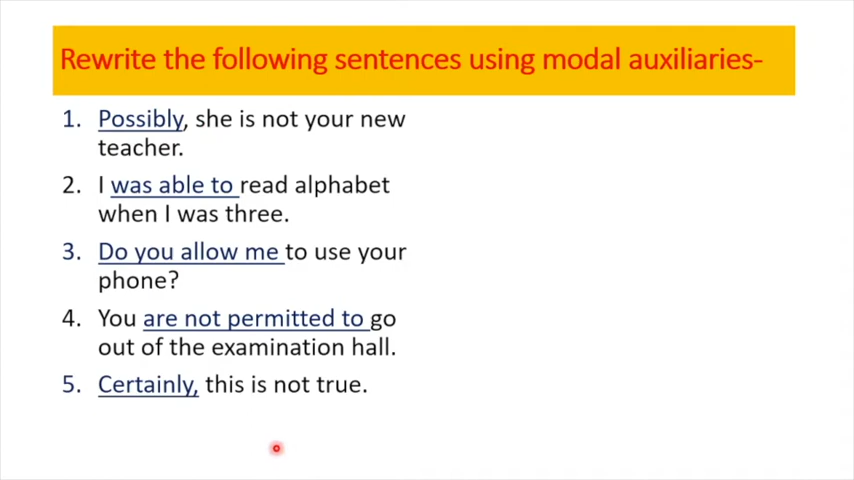 Rewrite the following sentences using modal auxiliaries-
1. Possibly, she is not your new
teacher.
2. I was able to read alphabet
when I was three.
3. Do you allow me to use your
phone?
4. You are not permitted to go
out of the examination hall.
5. Certainly, this is not true.